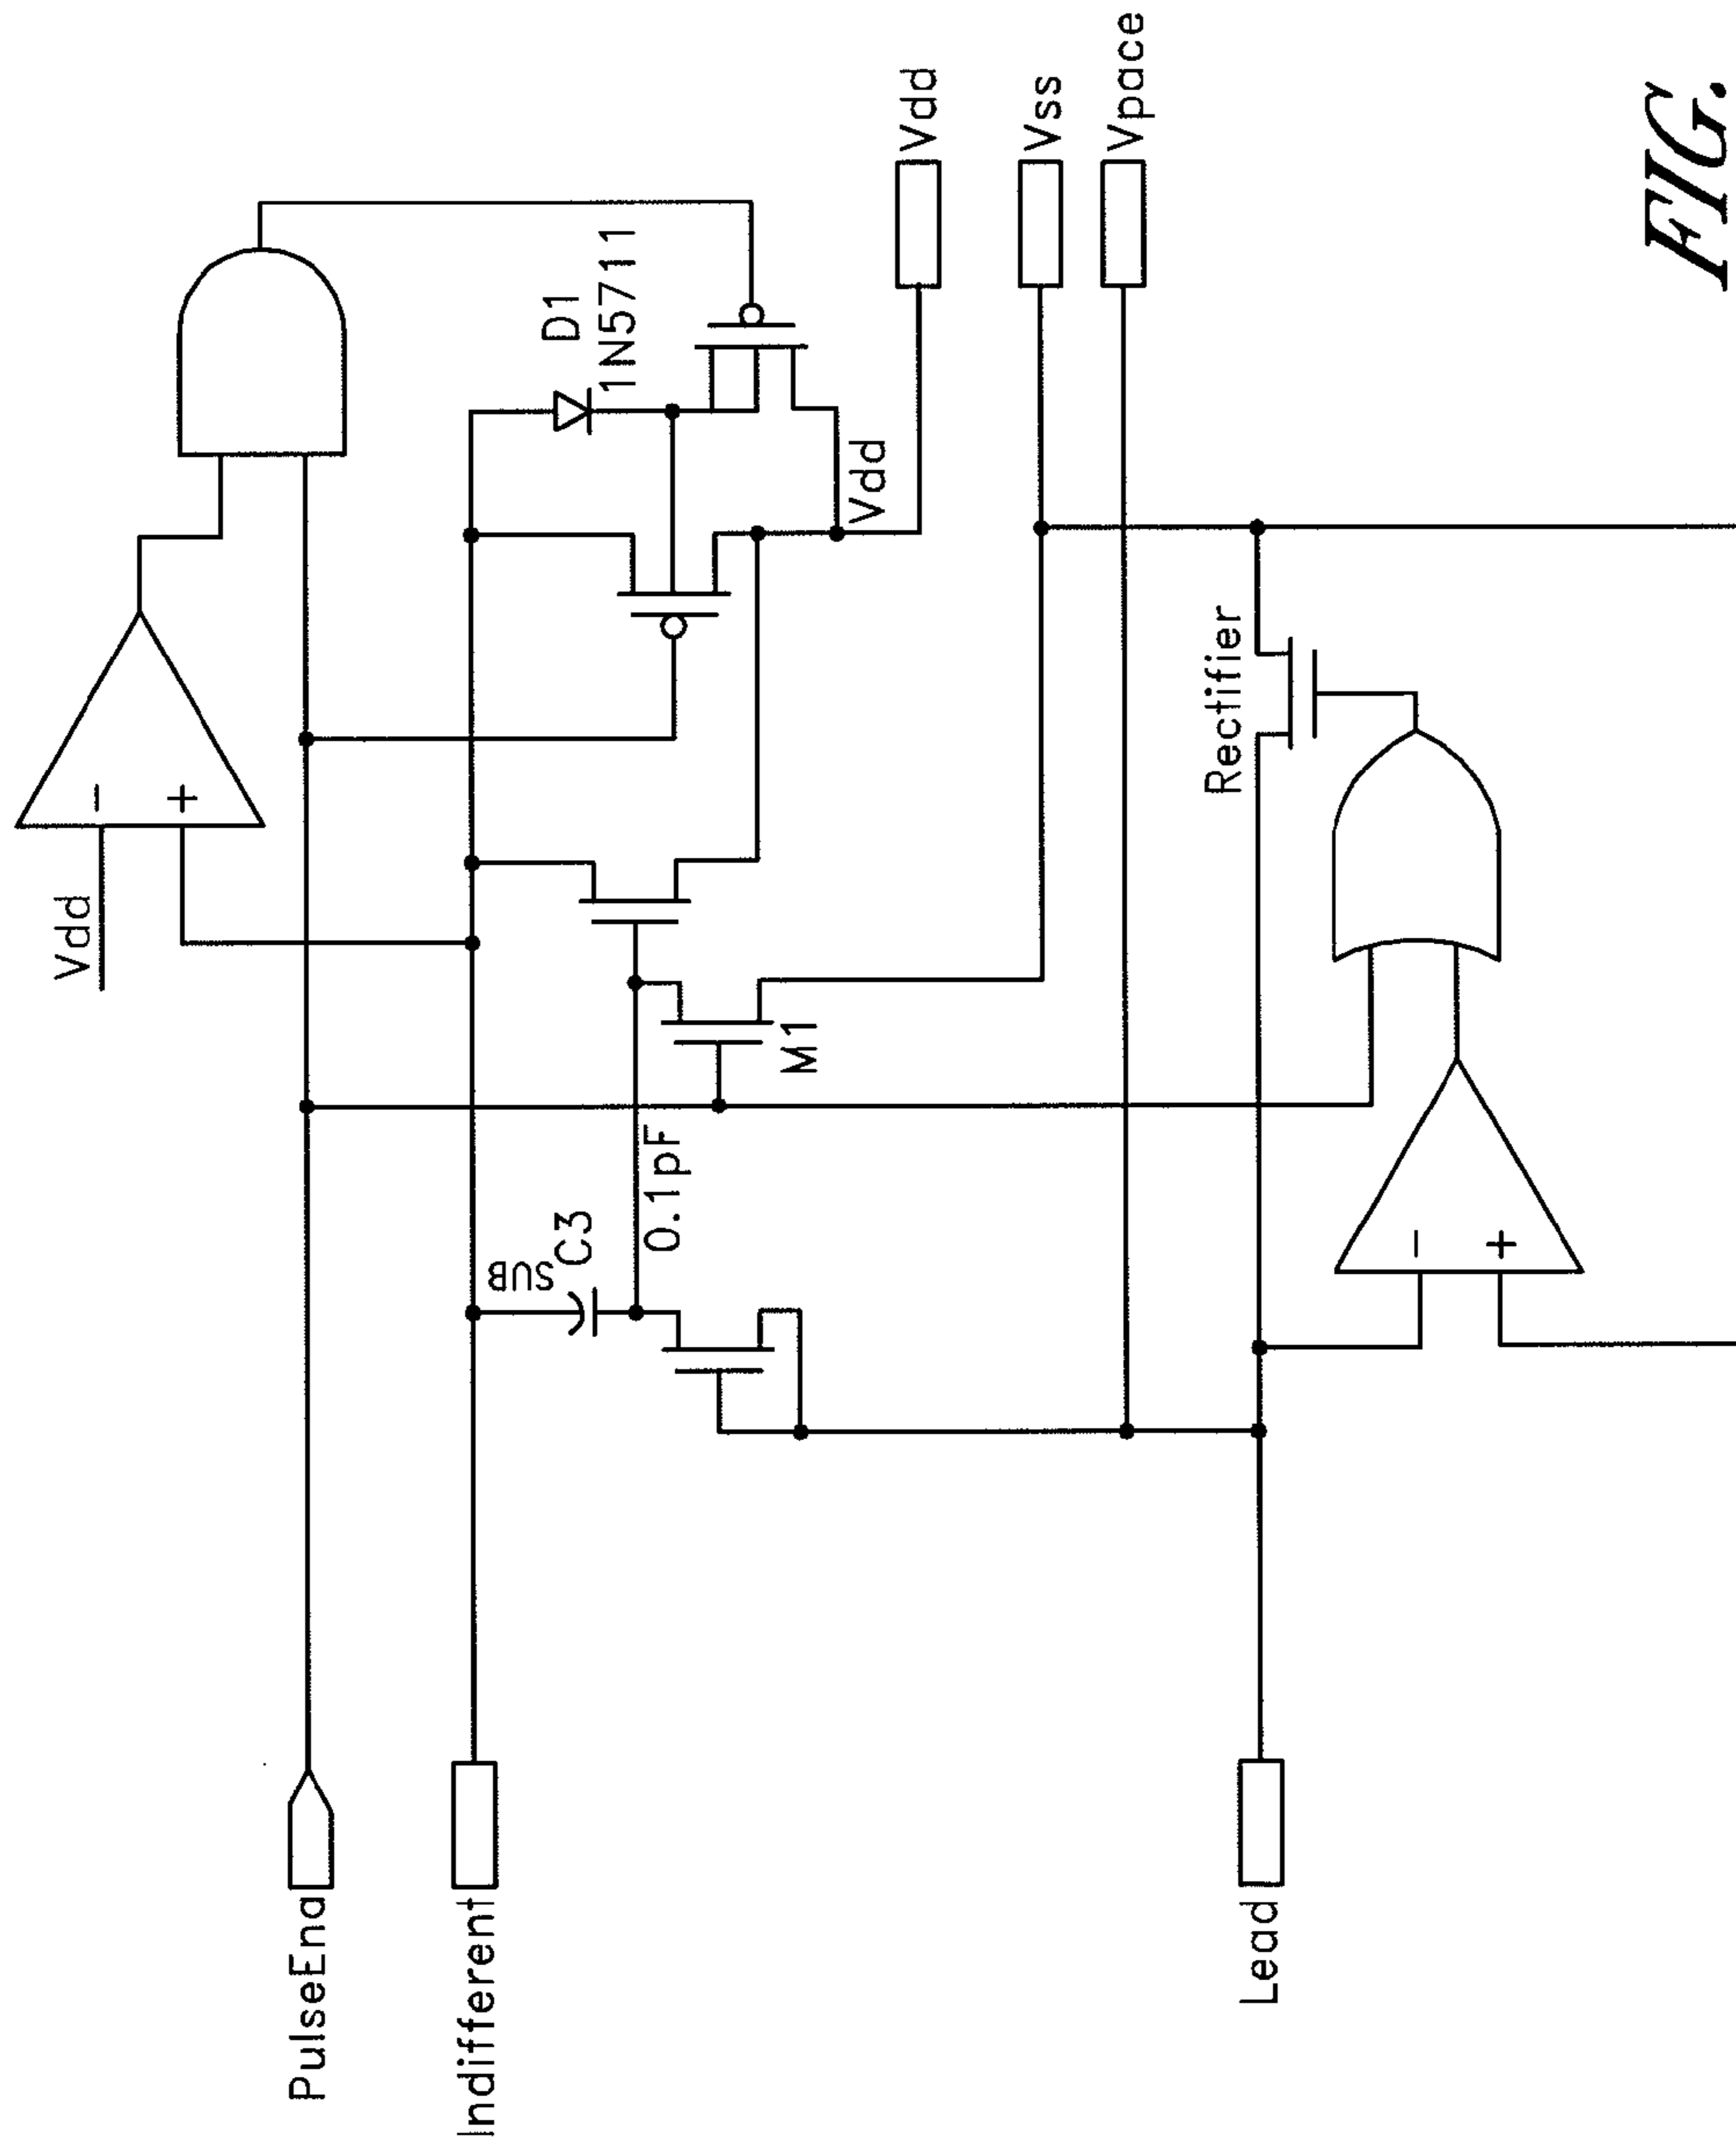 PulseEna
Indifferent
Lead
Vdd
-
+
SUB
C3
0.1pF
M1
D1
1N5711
Vdd
Vdd
Vss
Vpace
Rectifier
-
+
FIG.